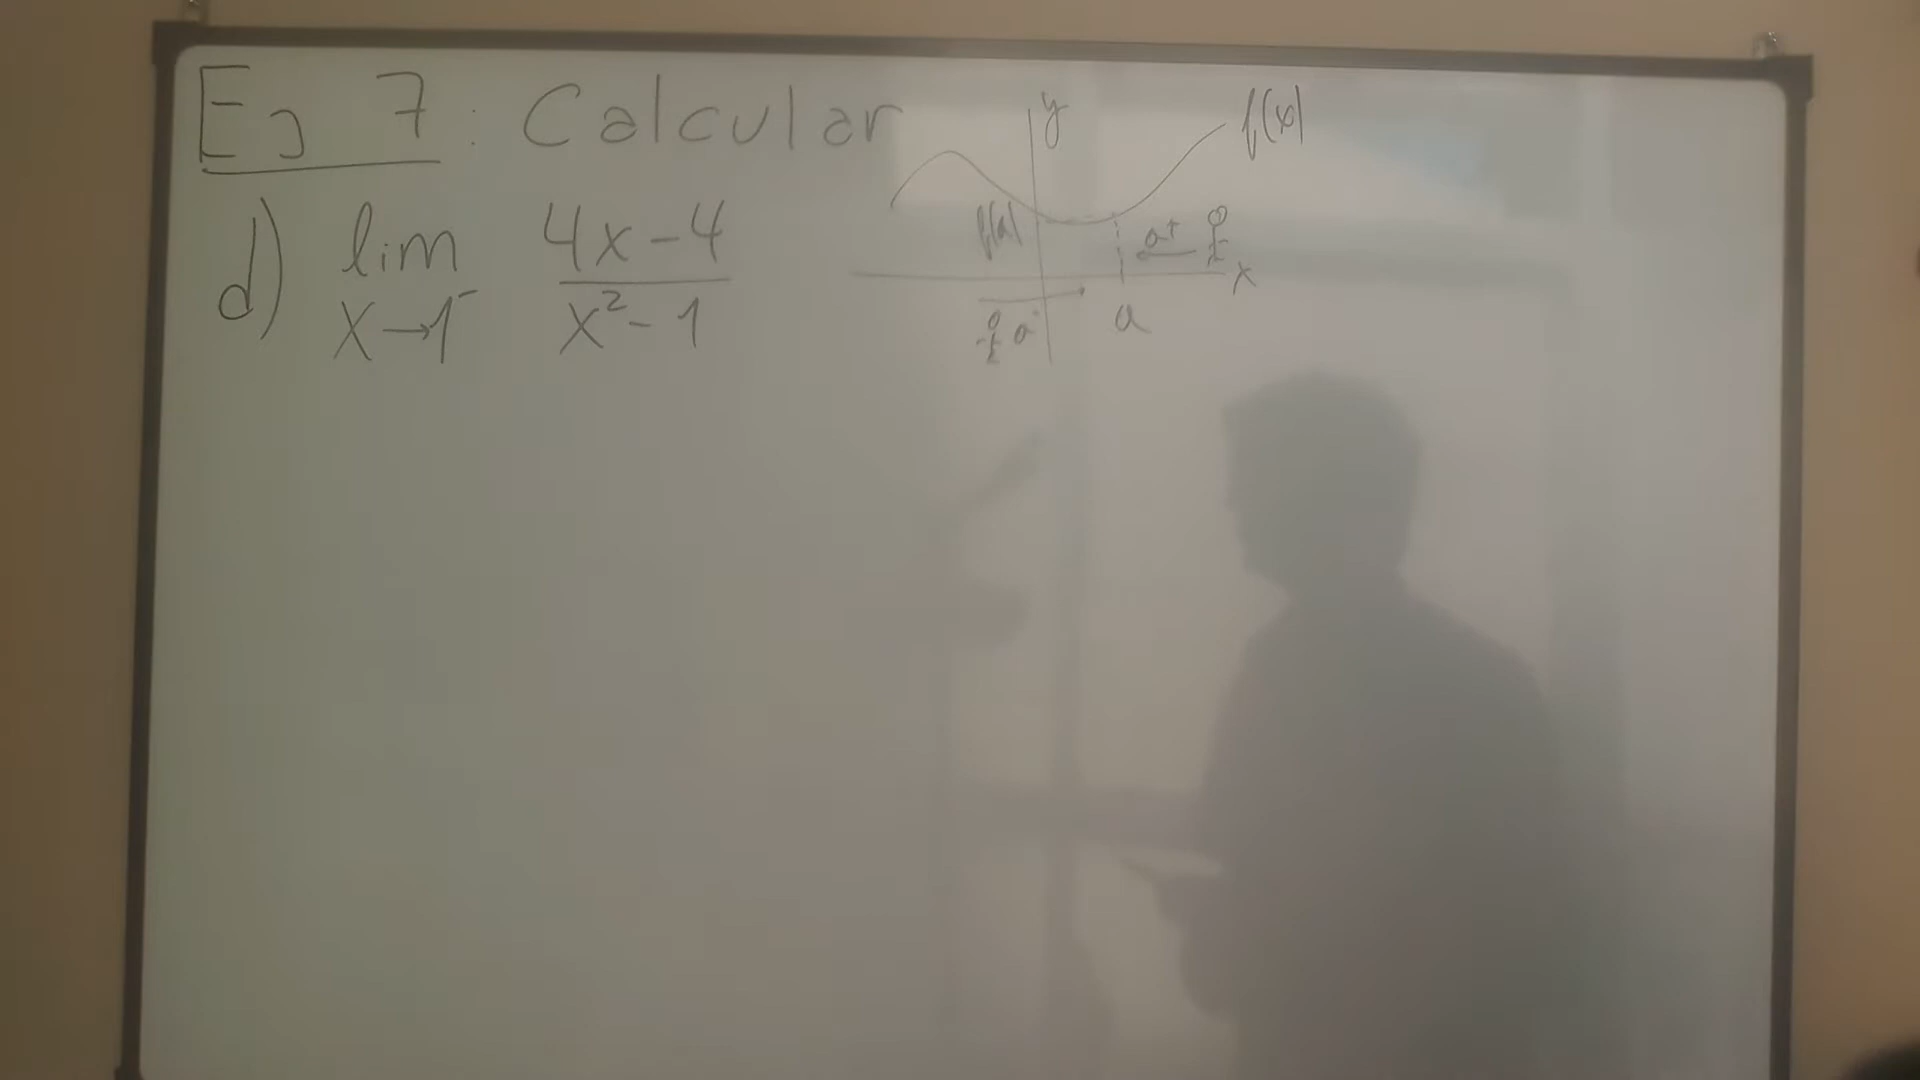 Ej 7: Calcular
d) lim 4x-4
x→1⁻ x²-1
y
f(x)
f(a)
a⁺
x
a⁻
a